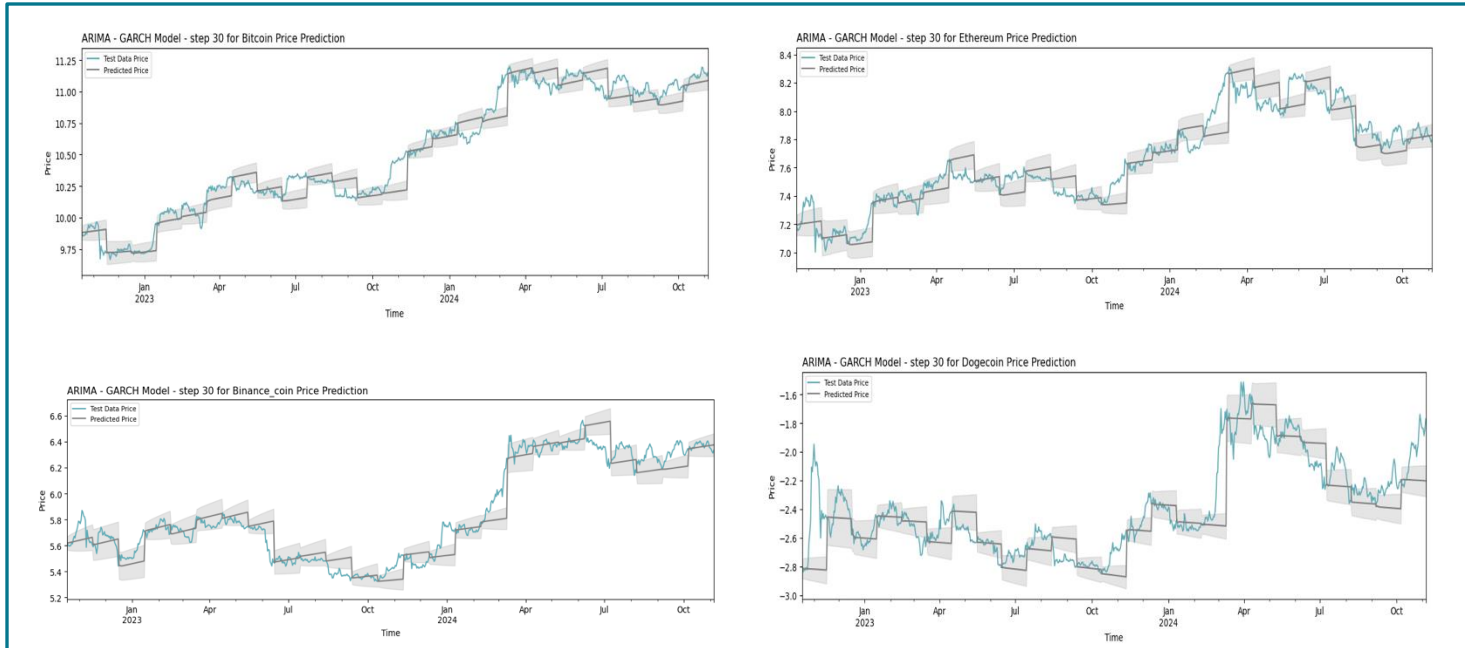 ARIMA - GARCH Model - step 30 for Bitcoin Price Prediction
Test Data Price
Predicted Price
11.25
11.00
10.75
10.50
10.25
10.00
9.75
Price
Jan
2023
Apr
Jul
Oct
Jan
2024
Apr
Jul
Oct
Time
ARIMA - GARCH Model - step 30 for Ethereum Price Prediction
Test Data Price
Predicted Price
8.4
8.2
8.0
7.8
7.6
7.4
7.2
7.0
Price
Jan
2023
Apr
Jul
Oct
Jan
2024
Apr
Jul
Oct
Time
ARIMA - GARCH Model - step 30 for Binance_coin Price Prediction
Test Data Price
Predicted Price
6.6
6.4
6.2
6.0
5.8
5.6
5.4
5.2
Price
Jan
2023
Apr
Jul
Oct
Jan
2024
Apr
Jul
Oct
Time
ARIMA - GARCH Model - step 30 for Dogecoin Price Prediction
Test Data Price
Predicted Price
−1.6
−1.8
−2.0
−2.2
−2.4
−2.6
−2.8
−3.0
Price
Jan
2023
Apr
Jul
Oct
Jan
2024
Apr
Jul
Oct
Time